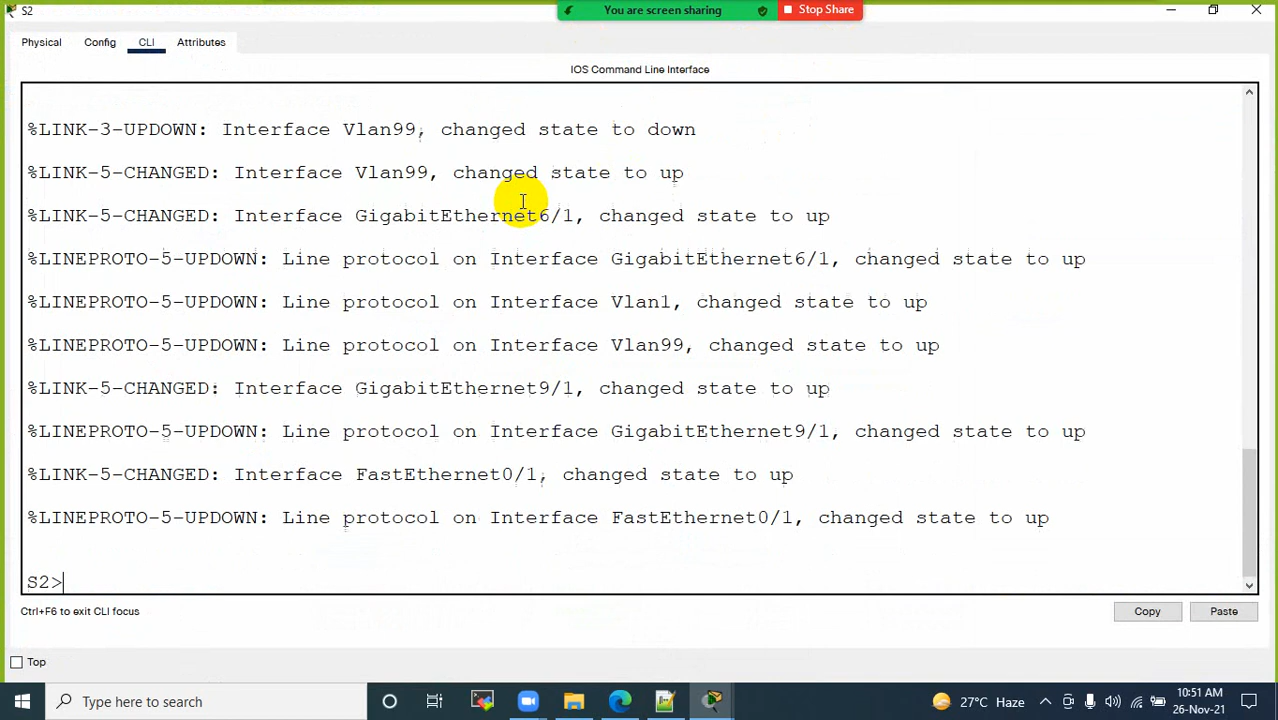 S2
You are screen sharing
Stop Share
Physical
Config
CLI
Attributes
IOS Command Line Interface
%LINK-3-UPDOWN: Interface Vlan99, changed state to down
%LINK-5-CHANGED: Interface Vlan99, changed state to up
%LINK-5-CHANGED: Interface GigabitEthernet6/1, changed state to up
%LINEPROTO-5-UPDOWN: Line protocol on Interface GigabitEthernet6/1, changed state to up
%LINEPROTO-5-UPDOWN: Line protocol on Interface Vlan1, changed state to up
%LINEPROTO-5-UPDOWN: Line protocol on Interface Vlan99, changed state to up
%LINK-5-CHANGED: Interface GigabitEthernet9/1, changed state to up
%LINEPROTO-5-UPDOWN: Line protocol on Interface GigabitEthernet9/1, changed state to up
%LINK-5-CHANGED: Interface FastEthernet0/1, changed state to up
%LINEPROTO-5-UPDOWN: Line protocol on Interface FastEthernet0/1, changed state to up
S2>
Ctrl+F6 to exit CLI focus
Copy
Paste
Top
Type here to search
27°C Haze
10:51 AM
26-Nov-21